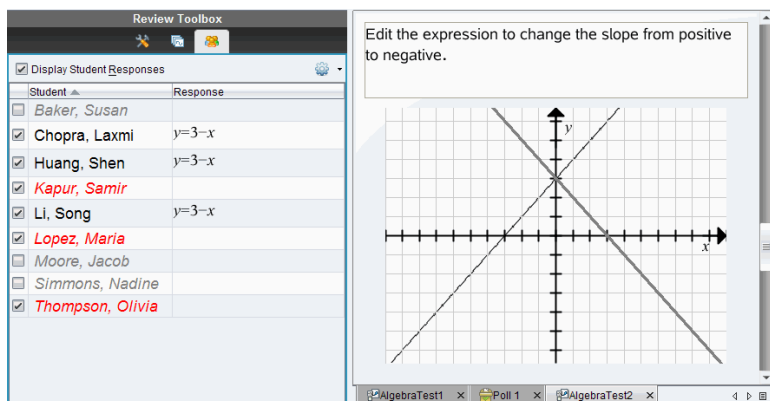 Review Toolbox
Display Student Responses
Student Response
Baker, Susan
Chopra, Laxmi y=3−x
Huang, Shen y=3−x
Kapur, Samir
Li, Song y=3−x
Lopez, Maria
Moore, Jacob
Simmons, Nadine
Thompson, Olivia
Edit the expression to change the slope from positive
to negative.
y
x
AlgebraTest1 Poll 1 AlgebraTest2